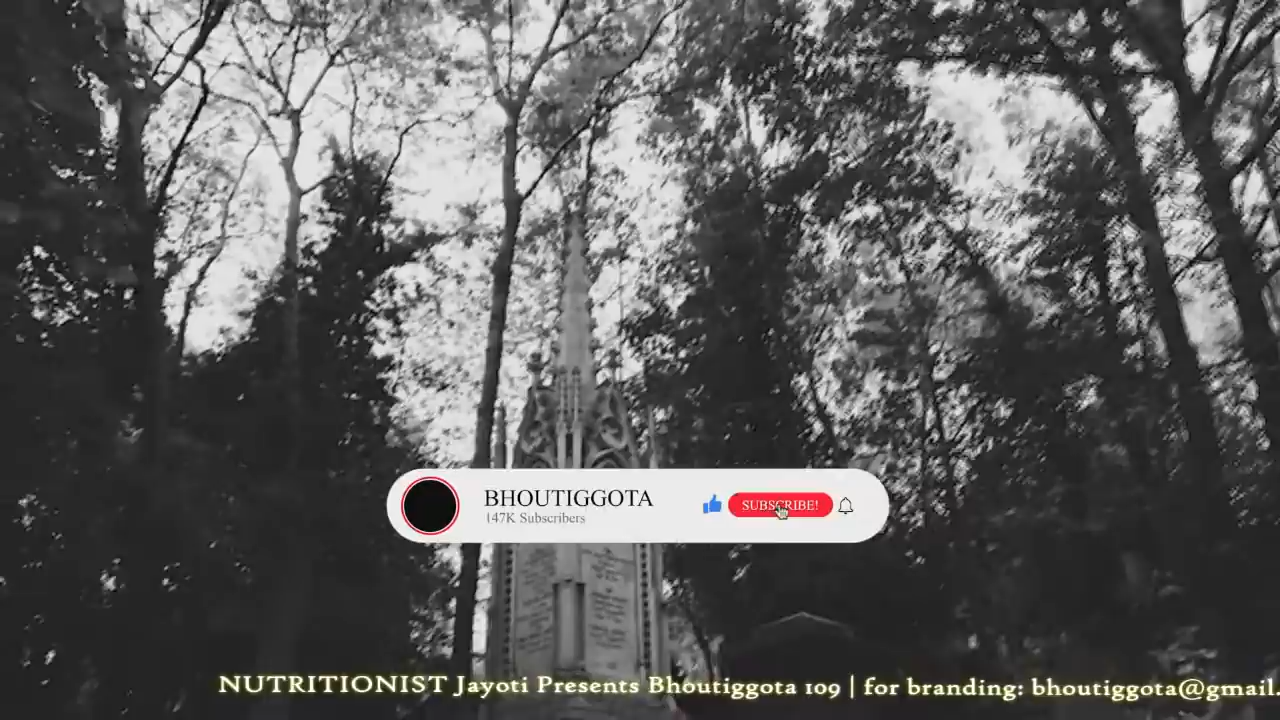 BHOUTIGGOTA
147K Subscribers
SUBSCRIBE!
NUTRITIONIST Jayoti Presents Bhoutiggota 109 | for branding: bhoutiggota@gmail.